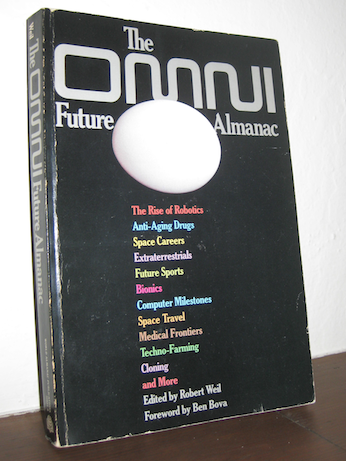 The
OMNI
Future Almanac
The Rise of Robotics
Anti-Aging Drugs
Space Careers
Extraterrestrials
Future Sports
Bionics
Computer Milestones
Space Travel
Medical Frontiers
Techno-Farming
Cloning
and More
Edited by Robert Weil
Foreword by Ben Bova
Weil
The OMNI Future Almanac